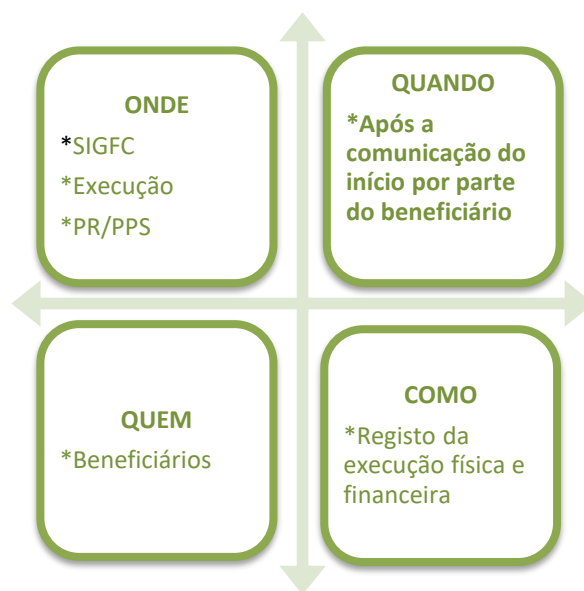 ONDE
*SIGFC
*Execução
*PR/PPS
QUANDO
*Após a
comunicação do
início por parte
do beneficiário
QUEM
*Beneficiários
COMO
*Registo da
execução física e
financeira